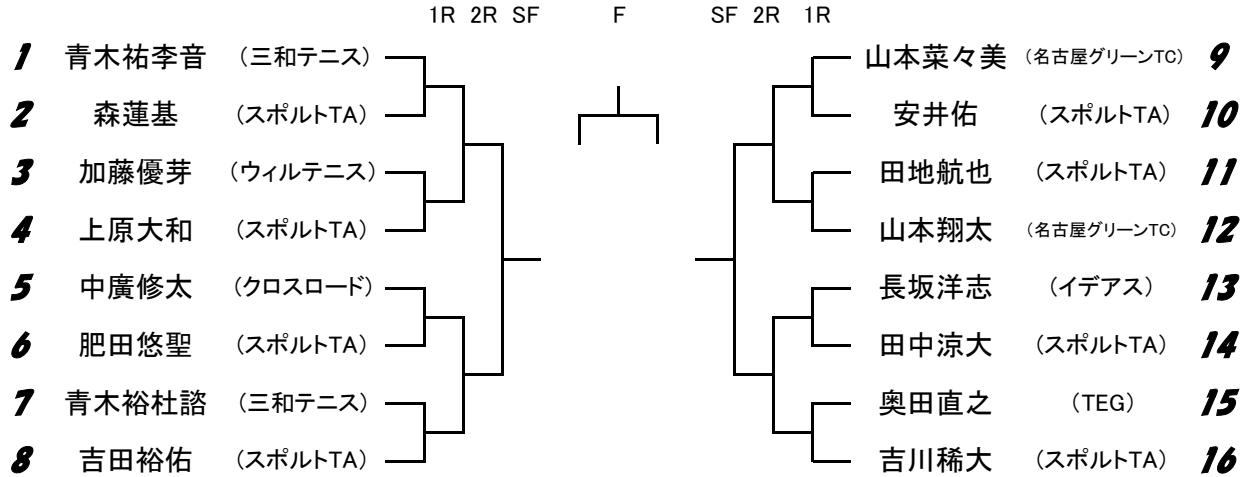 1R 2R SF F SF 2R 1R
1 青木祐李音 (三和テニス) 山本菜々美 (名古屋グリーンTC) 9
2 森蓮基 (スポルトTA) 安井佑 (スポルトTA) 10
3 加藤優芽 (ウィルテニス) 田地航也 (スポルトTA) 11
4 上原大和 (スポルトTA) 山本翔太 (名古屋グリーンTC) 12
5 中廣修太 (クロスロード) 長坂洋志 (イデアス) 13
6 肥田悠聖 (スポルトTA) 田中涼大 (スポルトTA) 14
7 青木裕杜諮 (三和テニス) 奥田直之 (TEG) 15
8 吉田裕佑 (スポルトTA) 吉川稀大 (スポルトTA) 16